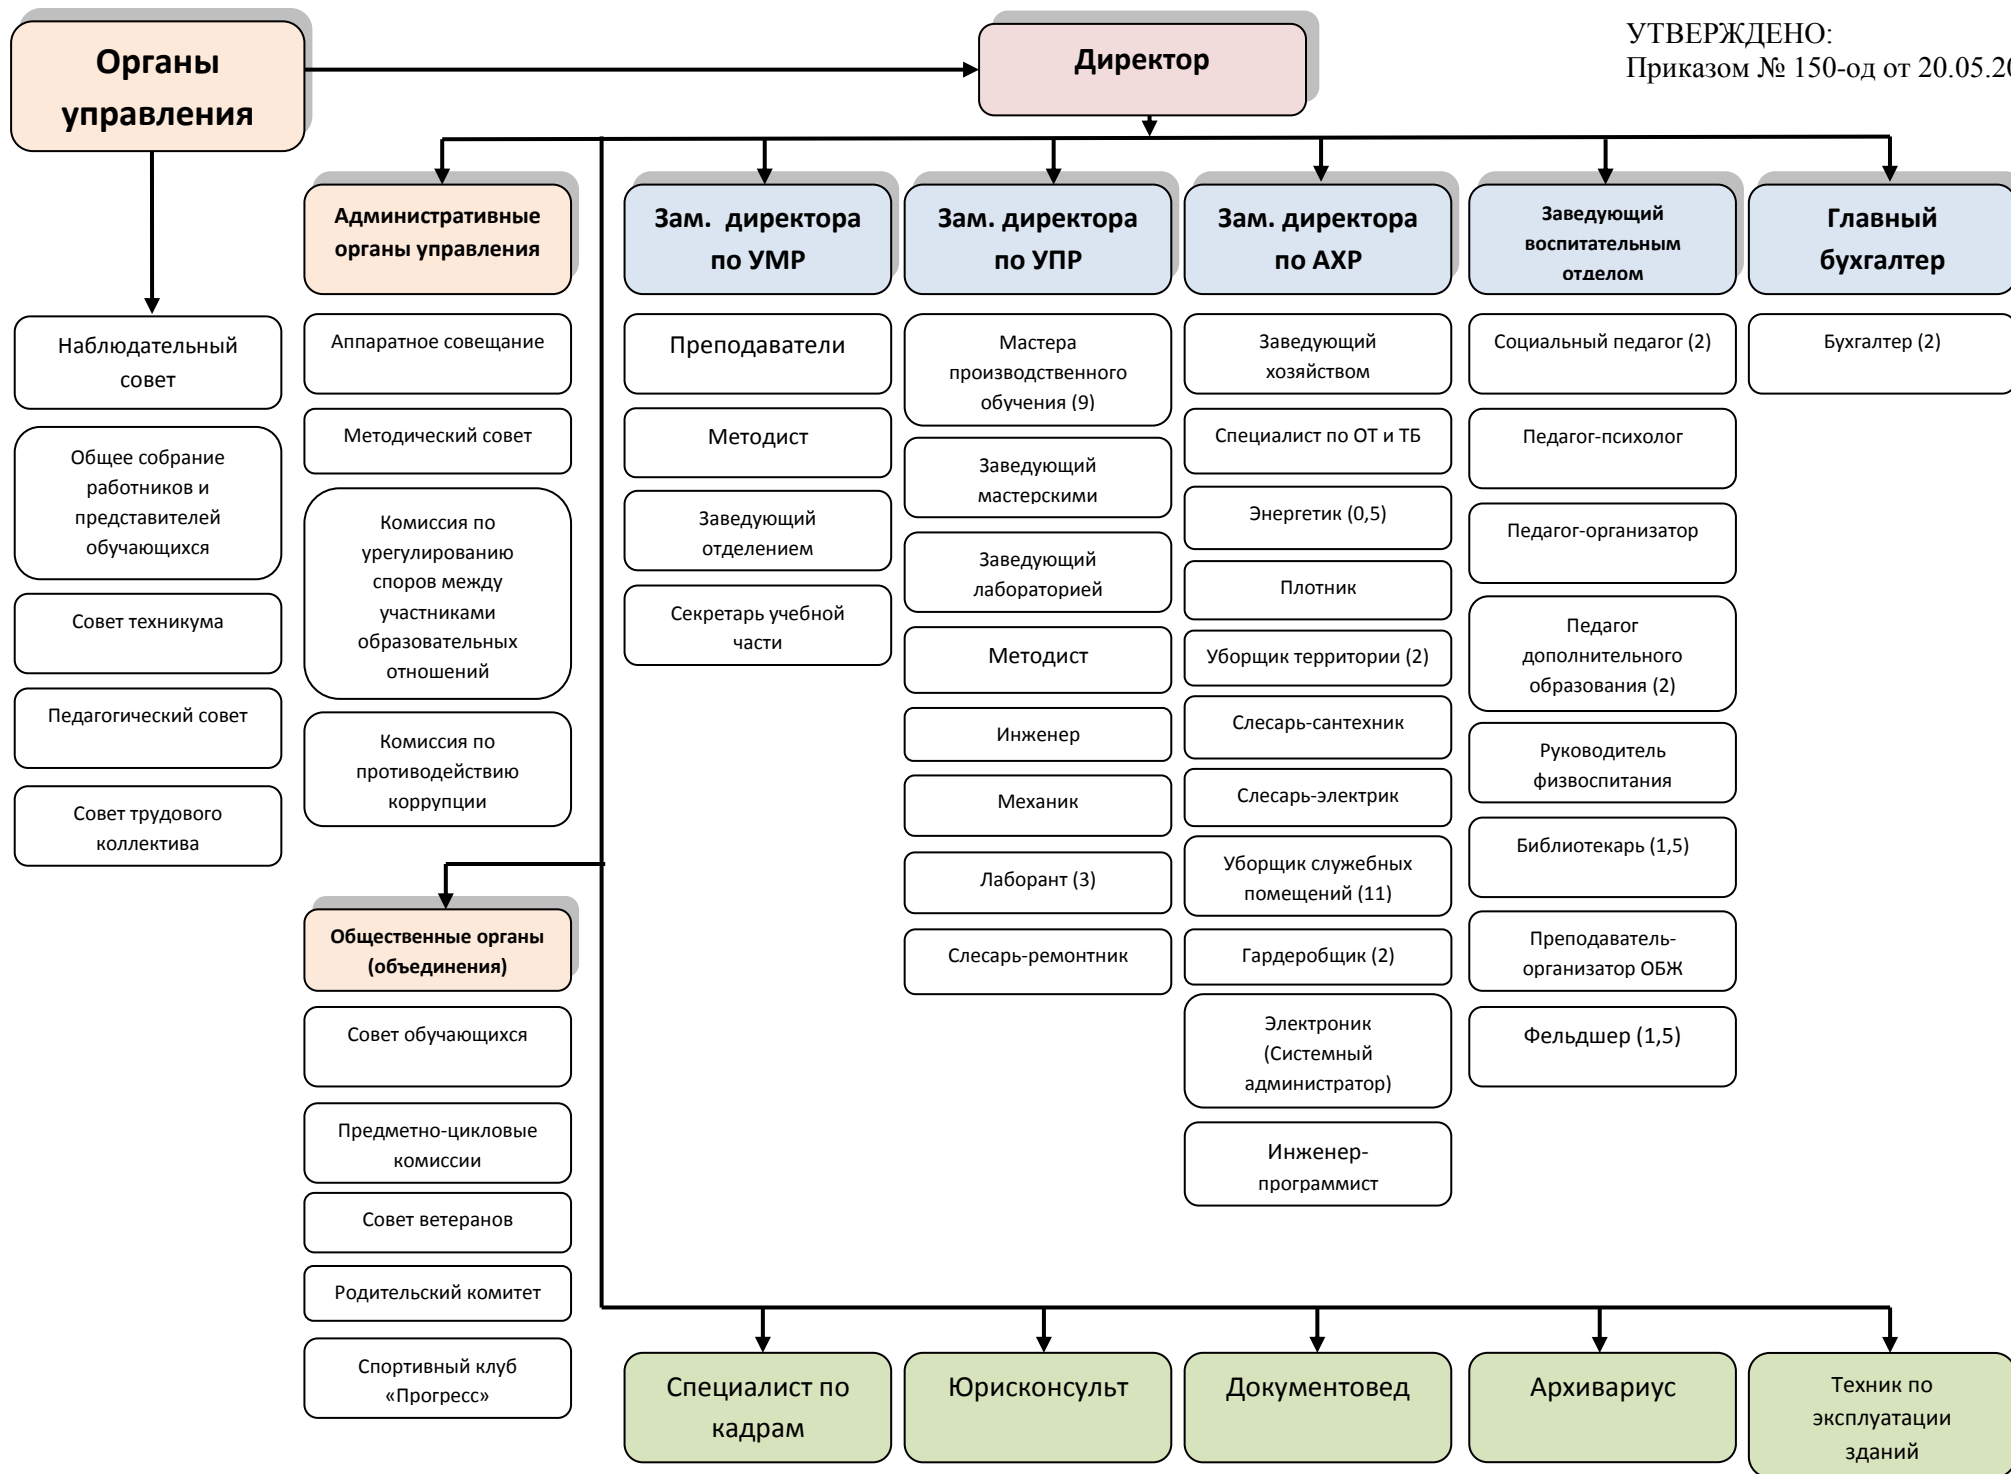 Органы
управления
Директор
УТВЕРЖДЕНО:
Приказом № 150-од от 20.05.20
Наблюдательный
совет
Общее собрание
работников и
представителей
обучающихся
Совет техникума
Педагогический совет
Совет трудового
коллектива
Административные
органы управления
Аппаратное совещание
Методический совет
Комиссия по
урегулированию
споров между
участниками
образовательных
отношений
Комиссия по
противодействию
коррупции
Общественные органы
(объединения)
Совет обучающихся
Предметно-цикловые
комиссии
Совет ветеранов
Родительский комитет
Спортивный клуб
«Прогресс»
Зам. директора
по УМР
Преподаватели
Методист
Заведующий
отделением
Секретарь учебной
части
Зам. директора
по УПР
Мастера
производственного
обучения (9)
Заведующий
мастерскими
Заведующий
лабораторией
Методист
Инженер
Механик
Лаборант (3)
Слесарь-ремонтник
Зам. директора
по АХР
Заведующий
хозяйством
Специалист по ОТ и ТБ
Энергетик (0,5)
Плотник
Уборщик территории (2)
Слесарь-сантехник
Слесарь-электрик
Уборщик служебных
помещений (11)
Гардеробщик (2)
Электроник
(Системный
администратор)
Инженер-
программист
Заведующий
воспитательным
отделом
Социальный педагог (2)
Педагог-психолог
Педагог-организатор
Педагог
дополнительного
образования (2)
Руководитель
физвоспитания
Библиотекарь (1,5)
Преподаватель-
организатор ОБЖ
Фельдшер (1,5)
Главный
бухгалтер
Бухгалтер (2)
Специалист по
кадрам
Юрисконсульт
Документовед
Архивариус
Техник по
эксплуатации
зданий